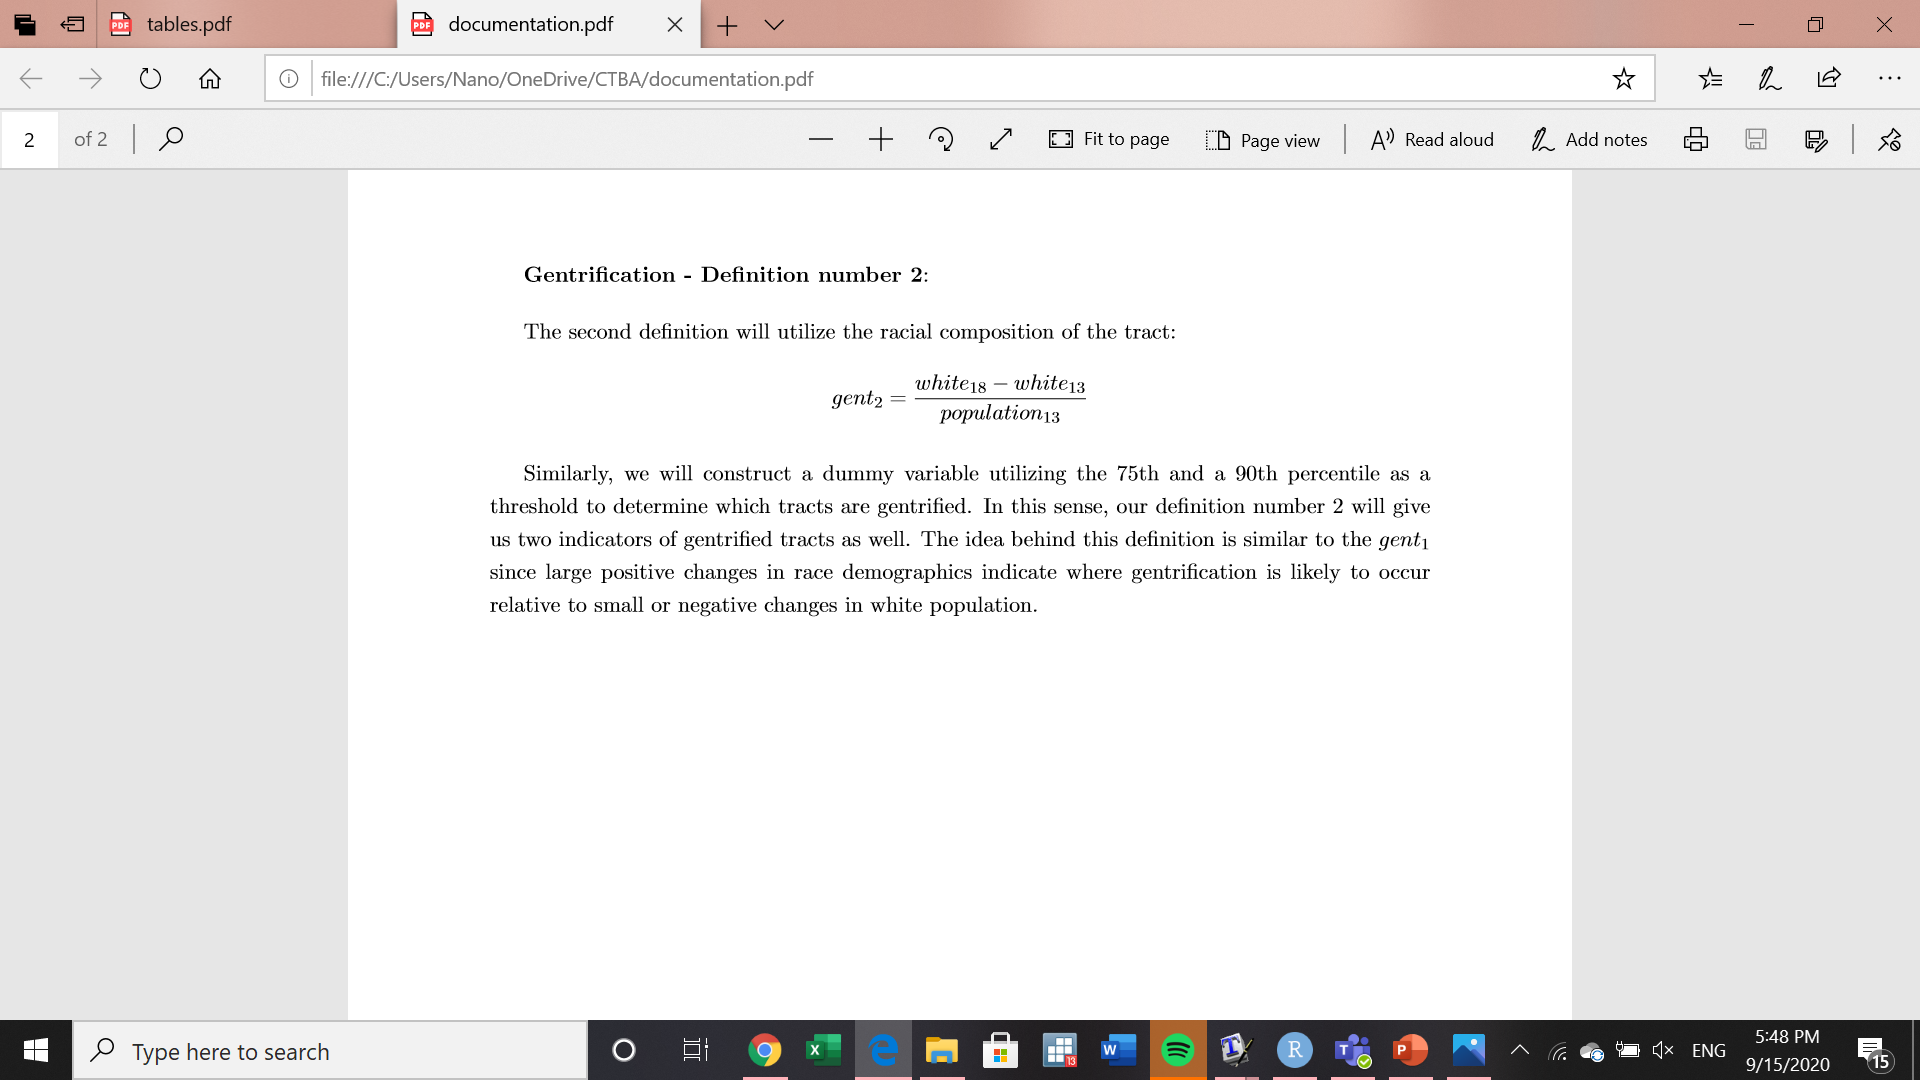 tables.pdf
documentation.pdf
file:///C:/Users/Nano/OneDrive/CTBA/documentation.pdf
2 of 2
Fit to page
Page view
Read aloud
Add notes
Gentrification - Definition number 2:
The second definition will utilize the racial composition of the tract:
gent₂ = (white₁₈ − white₁₃) / population₁₃
Similarly, we will construct a dummy variable utilizing the 75th and a 90th percentile as a
threshold to determine which tracts are gentrified. In this sense, our definition number 2 will give
us two indicators of gentrified tracts as well. The idea behind this definition is similar to the gent₁
since large positive changes in race demographics indicate where gentrification is likely to occur
relative to small or negative changes in white population.
Type here to search
ENG
5:48 PM
9/15/2020
15